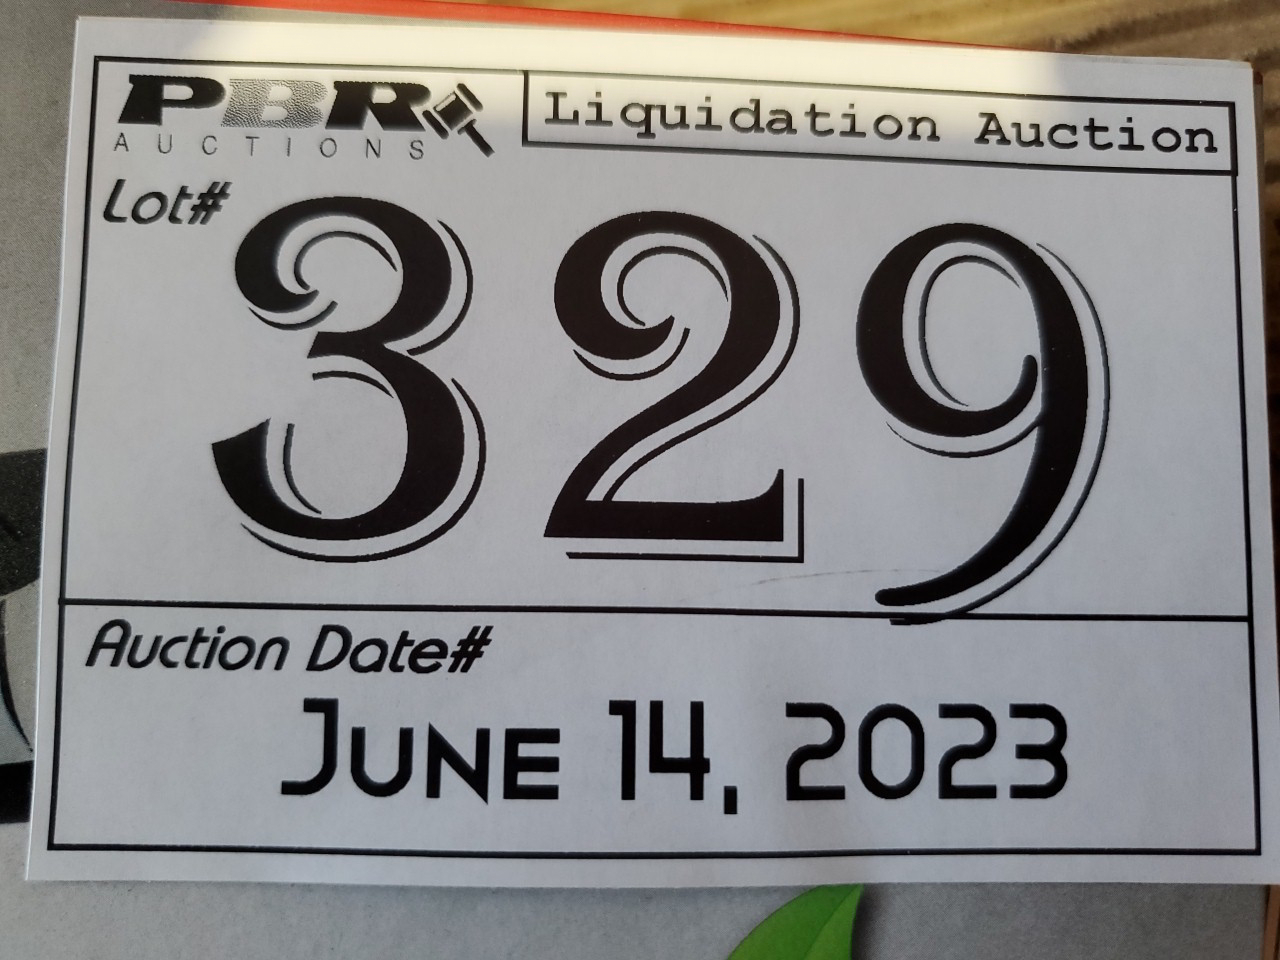 PBR
AUCTIONS
Liquidation Auction
Lot#
329
Auction Date#
JUNE 14, 2023